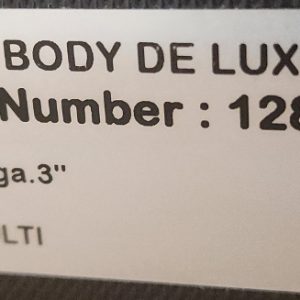 BODY DE LUX
Number : 128
ga.3"
LTI